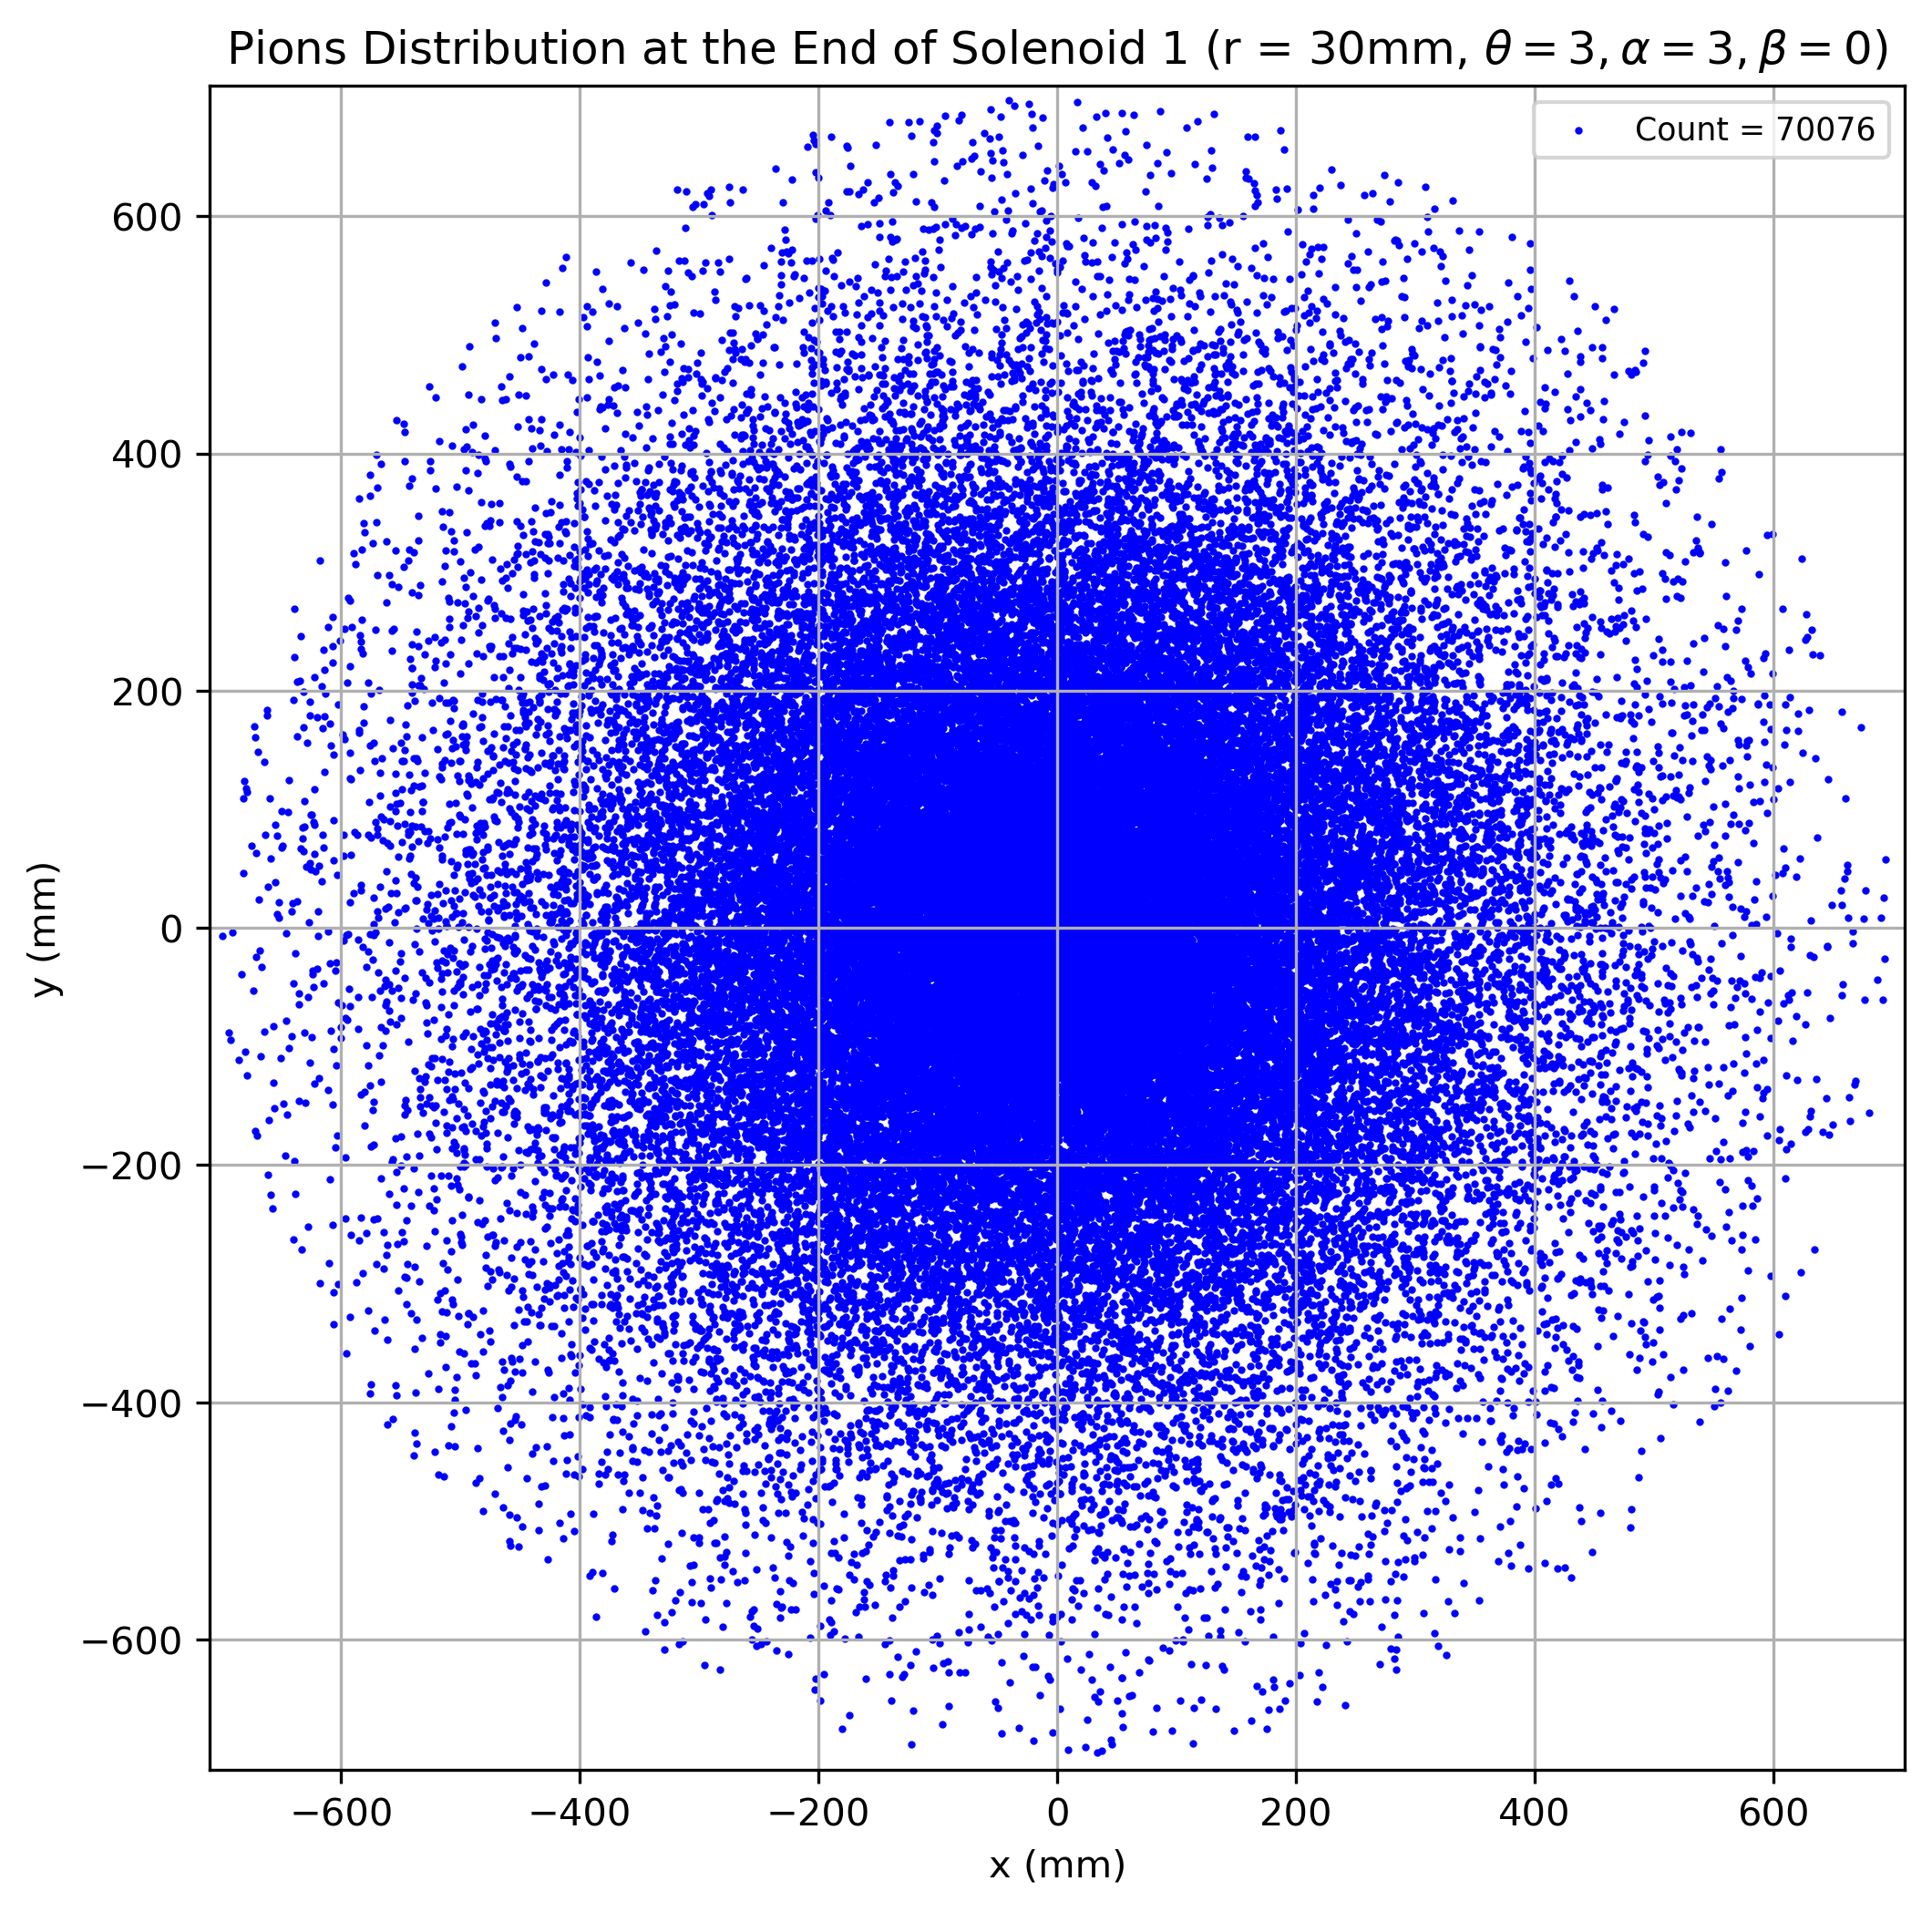 Pions Distribution at the End of Solenoid 1 (r = 30mm, θ = 3, α = 3, β = 0)
Count = 70076
600
400
200
0
−200
−400
−600
y (mm)
−600 −400 −200 0 200 400 600
x (mm)